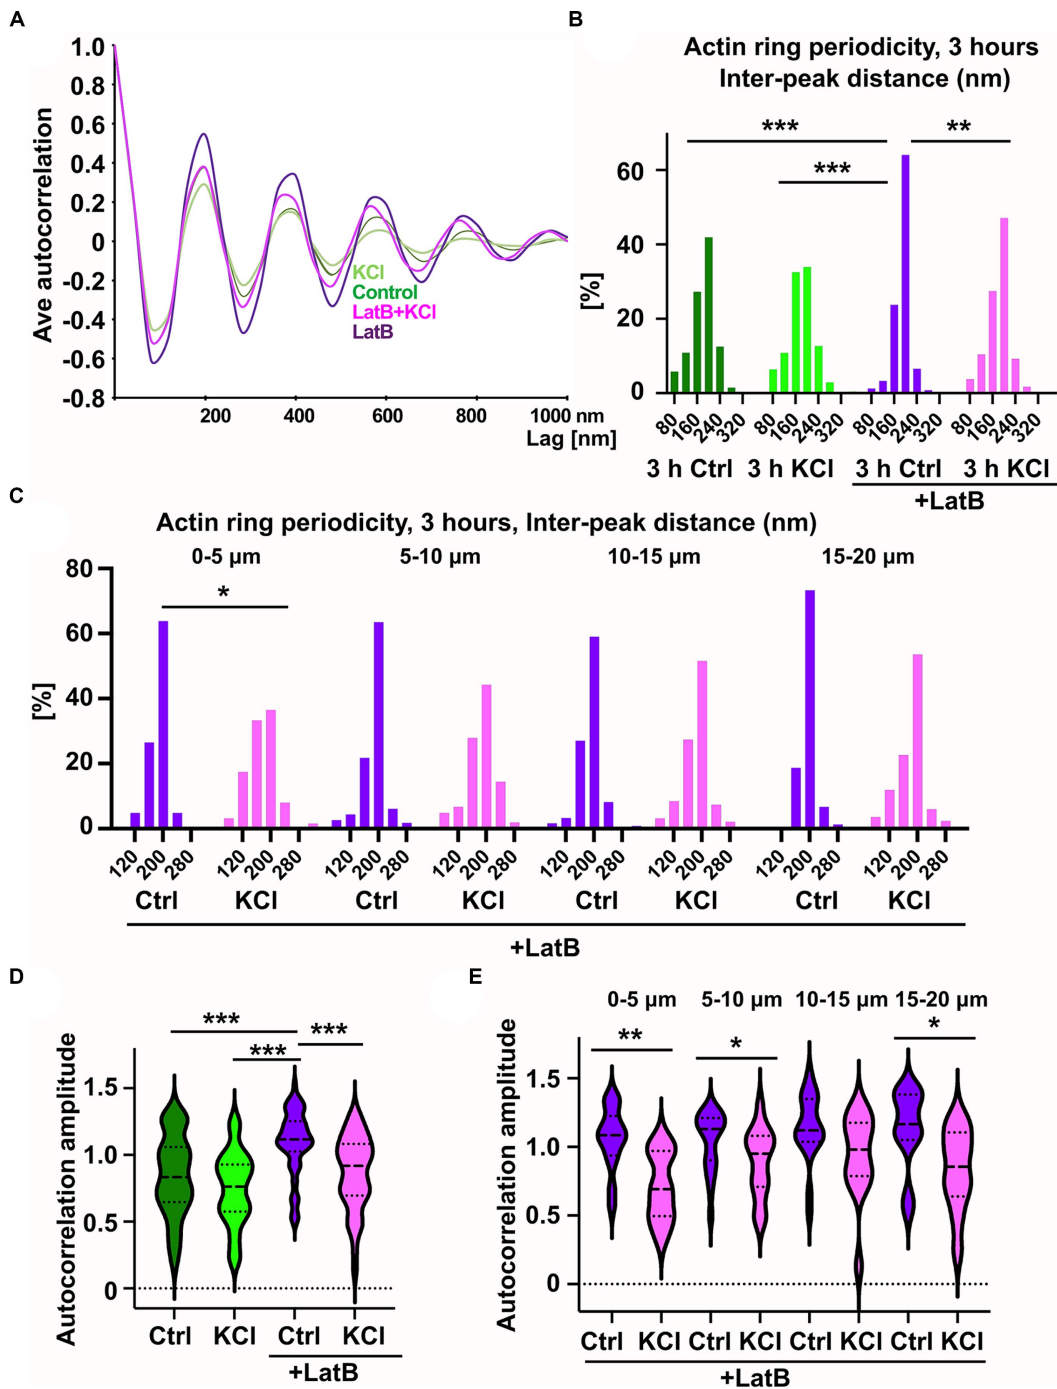 A
1.0
0.8
0.6
0.4
0.2
0
-0.2
-0.4
-0.6
-0.8
Ave autocorrelation
KCl
Control
LatB+KCl
LatB
200 400 600 800 1000 nm
Lag [nm]
B
Actin ring periodicity, 3 hours
Inter-peak distance (nm)
*** **
***
60
40
20
0
[%]
80 160 240 320 80 160 240 320 80 160 240 320 80 160 240 320
3 h Ctrl 3 h KCl 3 h Ctrl 3 h KCl
+LatB
C
Actin ring periodicity, 3 hours, Inter-peak distance (nm)
0-5 µm 5-10 µm 10-15 µm 15-20 µm
*
80
60
40
20
0
[%]
120 200 280 120 200 280 120 200 280 120 200 280 120 200 280 120 200 280 120 200 280 120 200 280
Ctrl KCl Ctrl KCl Ctrl KCl Ctrl KCl
+LatB
D
*** ***
***
1.5
1.0
0.5
0
Autocorrelation amplitude
Ctrl KCl Ctrl KCl
+LatB
E
0-5 µm 5-10 µm 10-15 µm 15-20 µm
** * *
1.5
1.0
0.5
0
Autocorrelation amplitude
Ctrl KCl Ctrl KCl Ctrl KCl Ctrl KCl
+LatB